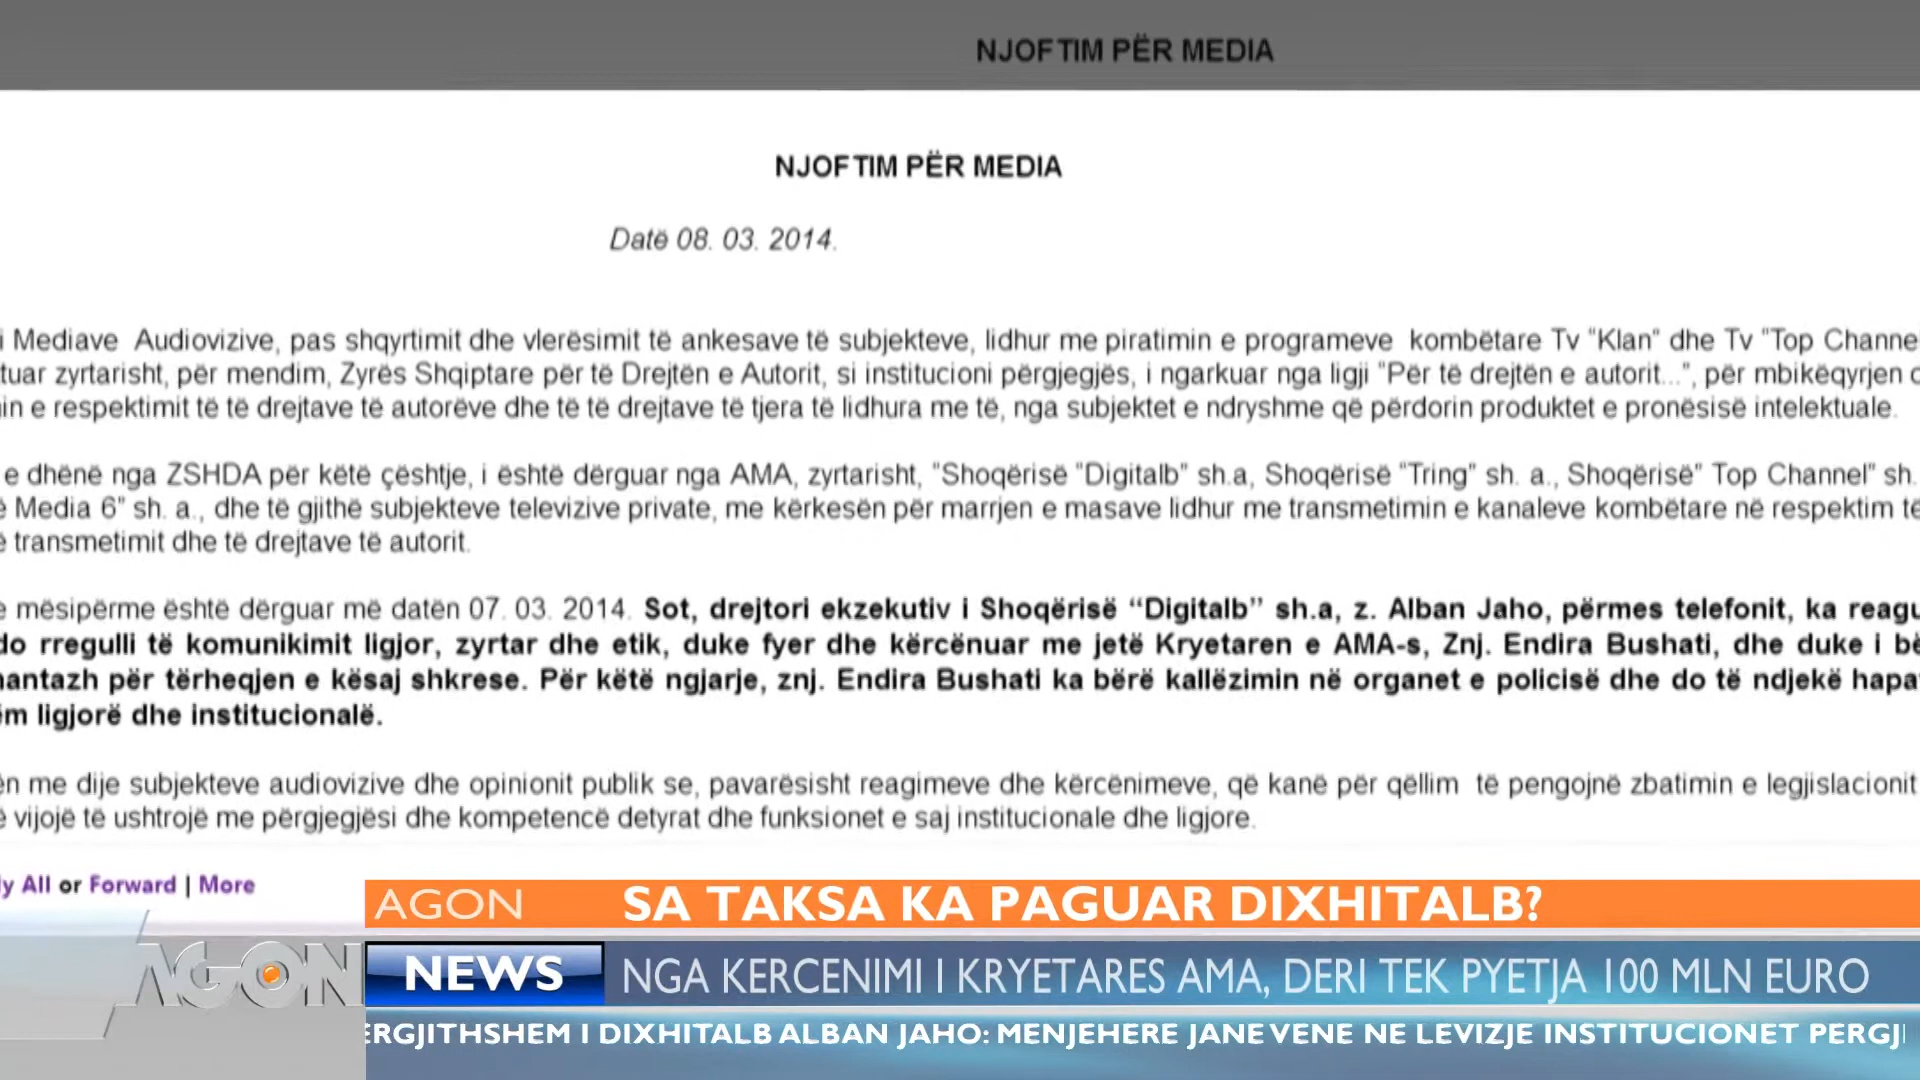 NJOFTIM PËR MEDIA
NJOFTIM PËR MEDIA
Datë 08. 03. 2014.
i Mediave Audiovizive, pas shqyrtimit dhe vlerësimit të ankesave të subjekteve, lidhur me piratimin e programeve kombëtare Tv "Klan" dhe Tv "Top Channe
tuar zyrtarisht, për mendim, Zyrës Shqiptare për të Drejtën e Autorit, si institucioni përgjegjës, i ngarkuar nga ligji "Për të drejtën e autorit...", për mbikëqyrjen
in e respektimit të të drejtave të autorëve dhe të të drejtave të tjera të lidhura me të, nga subjektet e ndryshme që përdorin produktet e pronësisë intelektuale.
e dhënë nga ZSHDA për këtë çështje, i është dërguar nga AMA, zyrtarisht, "Shoqërisë "Digitalb" sh.a, Shoqërisë "Tring" sh. a., Shoqërisë" Top Channel" sh.
ë Media 6" sh. a., dhe të gjithë subjekteve televizive private, me kërkesën për marrjen e masave lidhur me transmetimin e kanaleve kombëtare në respektim të
ë transmetimit dhe të drejtave të autorit.
e mësipërme është dërguar më datën 07. 03. 2014. Sot, drejtori ekzekutiv i Shoqërisë “Digitalb” sh.a, z. Alban Jaho, përmes telefonit, ka reagu
do rregulli të komunikimit ligjor, zyrtar dhe etik, duke fyer dhe kërcënuar me jetë Kryetaren e AMA-s, Znj. Endira Bushati, dhe duke i bë
hantazh për tërheqjen e kësaj shkrese. Për këtë ngjarje, znj. Endira Bushati ka bërë kallëzimin në organet e policisë dhe do të ndjekë hapa
ëm ligjorë dhe institucionalë.
ën me dije subjekteve audiovizive dhe opinionit publik se, pavarësisht reagimeve dhe kërcënimeve, që kanë për qëllim të pengojnë zbatimin e legjislacionit
ë vijojë të ushtrojë me përgjegjësi dhe kompetencë detyrat dhe funksionet e saj institucionale dhe ligjore.
ly All or Forward | More
AGON SA TAKSA KA PAGUAR DIXHITALB?
AGON
NEWS NGA KERCENIMI I KRYETARES AMA, DERI TEK PYETJA 100 MLN EURO
ERGJITHSHEM I DIXHITALB ALBAN JAHO: MENJEHERE JANE VENE NE LEVIZJE INSTITUCIONET PERGJ